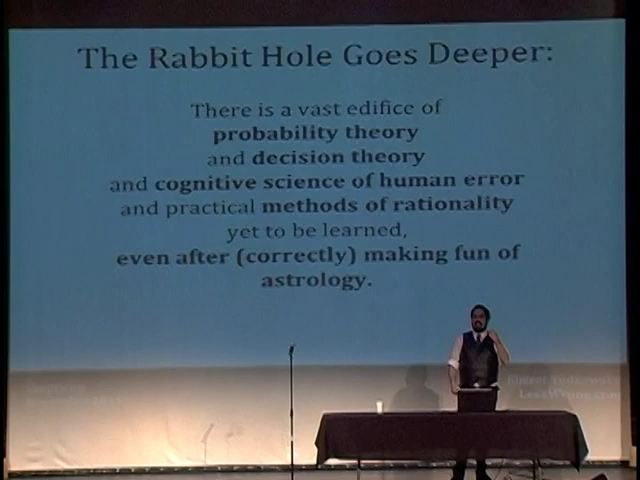 The Rabbit Hole Goes Deeper:
There is a vast edifice of
probability theory
and decision theory
and cognitive science of human error
and practical methods of rationality
yet to be learned,
even after (correctly) making fun of
astrology.